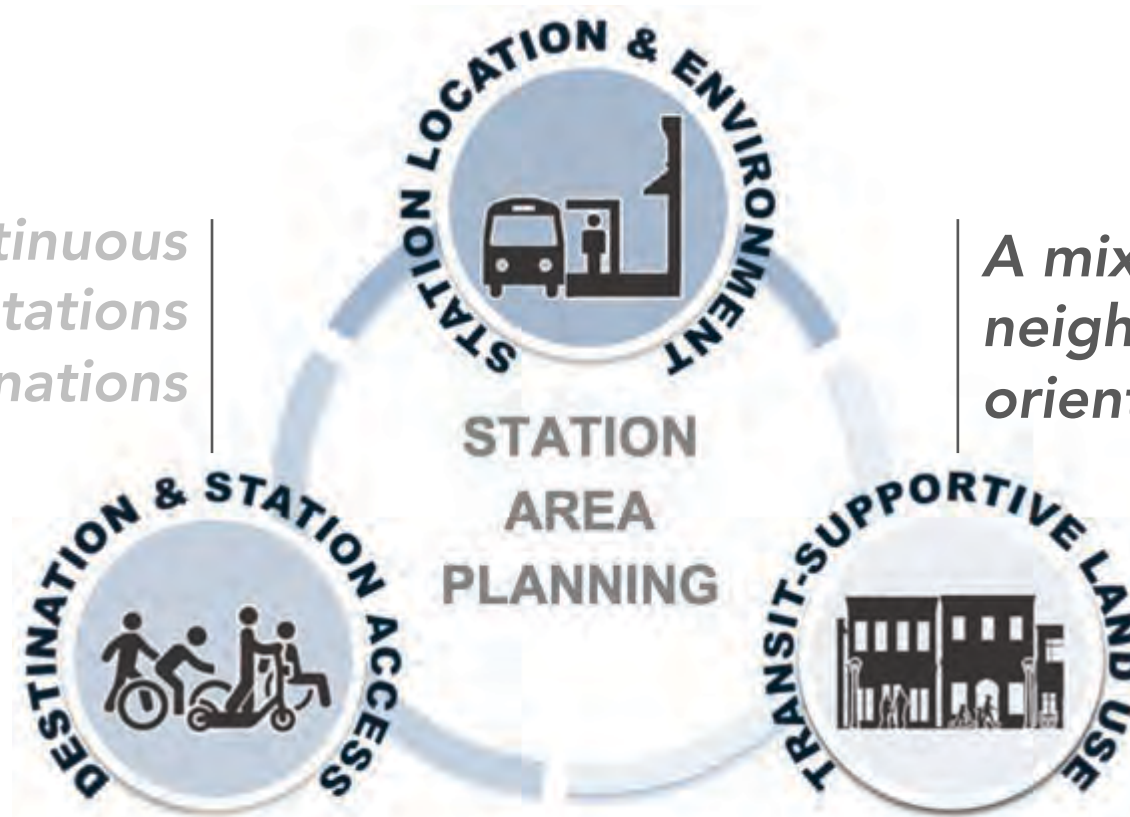 STATION LOCATION & ENVIRONMENT
tinuous
tations
nations
A mix
neigh
orient
STATION
AREA
PLANNING
DESTINATION & STATION ACCESS
TRANSIT-SUPPORTIVE LAND USE